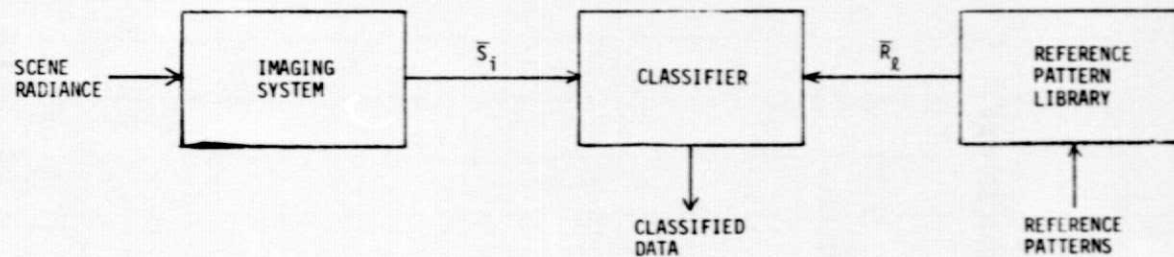 SCENE
RADIANCE
IMAGING
SYSTEM
S̅ᵢ
CLASSIFIER
R̅ℓ
REFERENCE
PATTERN
LIBRARY
CLASSIFIED
DATA
REFERENCE
PATTERNS